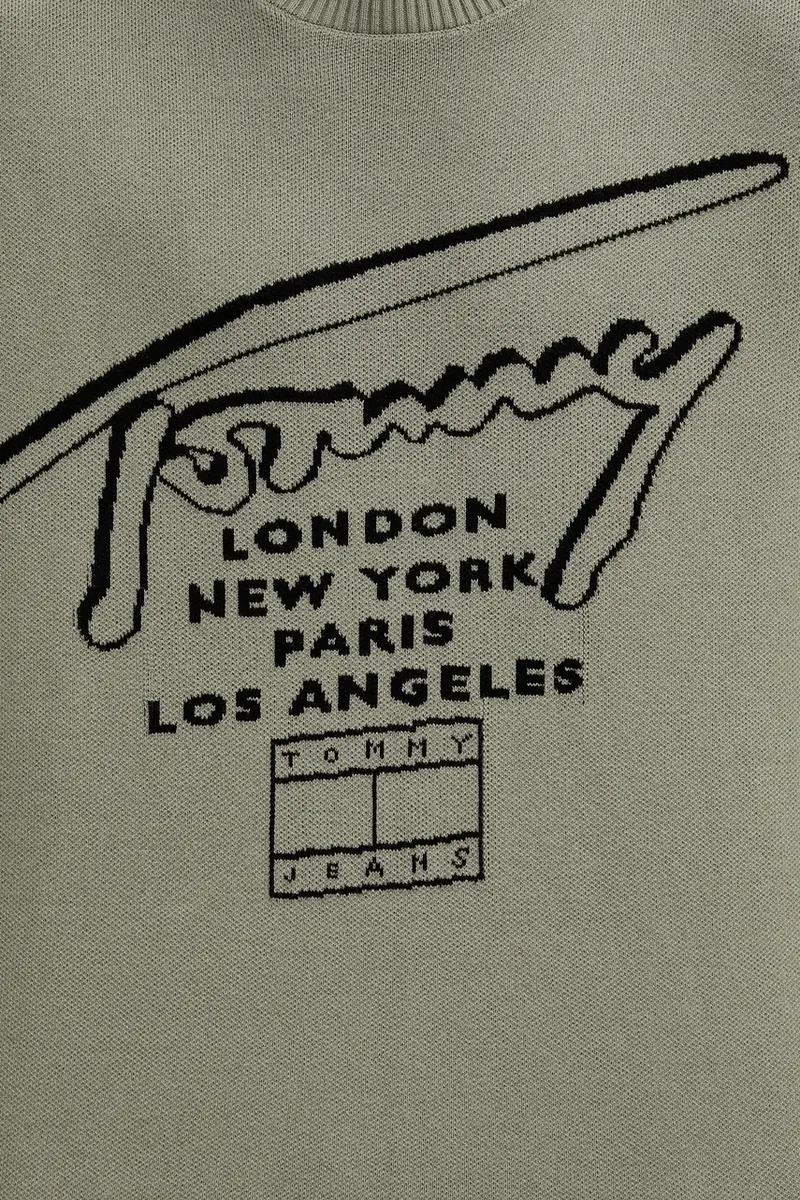 Tommy
LONDON
NEW YORK
PARIS
LOS ANGELES
TOMMY
JEANS